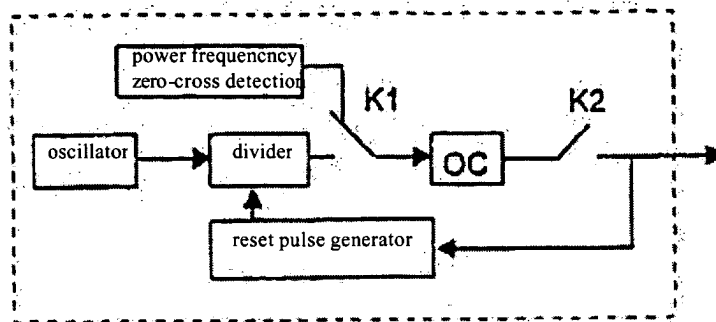 power frequencncy
zero-cross detection
K1
K2
oscillator
divider
OC
reset pulse generator